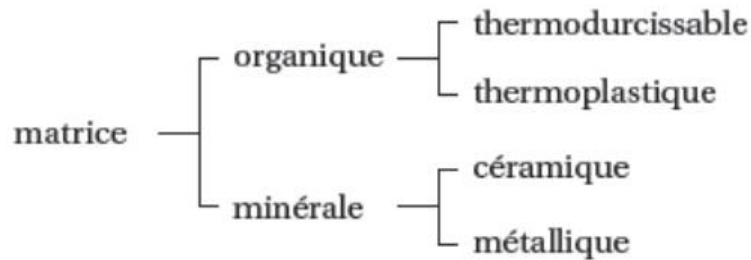 thermodurcissable
organique
thermoplastique
matrice
céramique
minérale
métallique